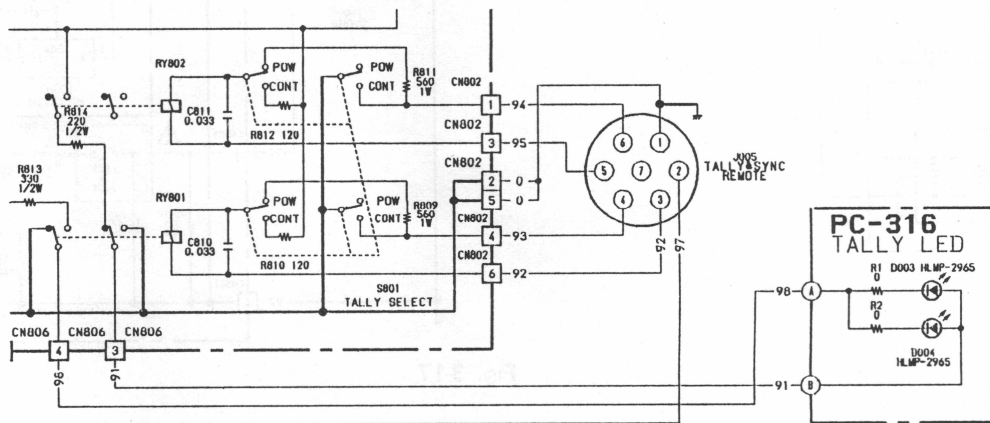 RY802
POW
CONT
POW
CONT
R811
560
1W
CN802
R814
220
1/2W
C811
0.033
R812 120
1
94
CN802
3
95
CN802
2
0
5
0
CN802
4
93
CN802
6
92
R813
330
1/2W
RY801
POW
CONT
POW
CONT
R809
560
1W
C810
0.033
R810 120
S801
TALLY SELECT
6
1
5
7
2
4
3
TALLY&SYNC
REMOTE
92
97
PC-316
TALLY LED
R1
0
D003 HLMP-2965
R2
0
D004
HLMP-2965
98
A
91
B
CN806
CN806
CN806
4
3
98
91
Fig. 3-17